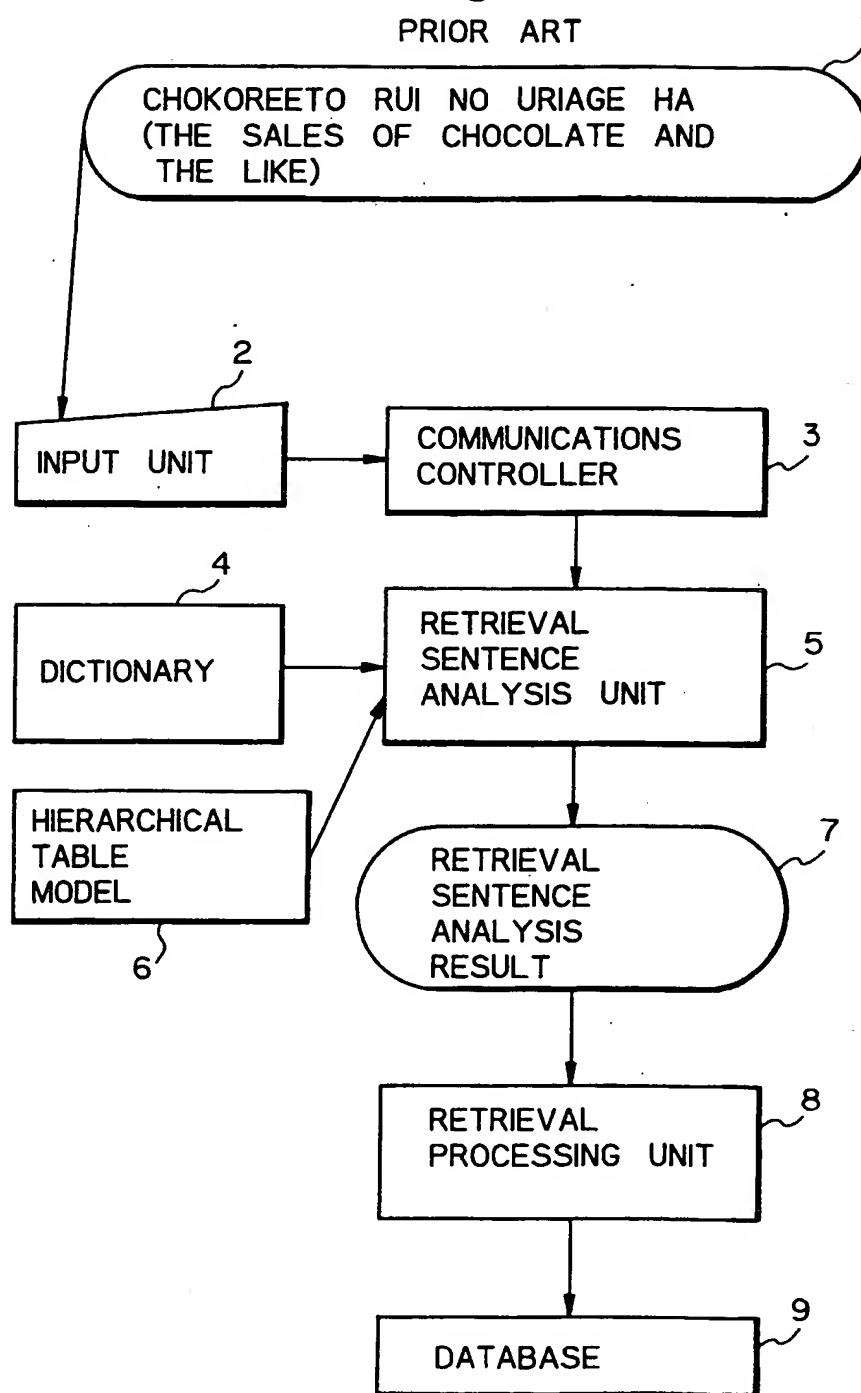 PRIOR ART
CHOKOREETO RUI NO URIAGE HA
(THE SALES OF CHOCOLATE AND
THE LIKE)
2
INPUT UNIT
COMMUNICATIONS
CONTROLLER
3
4
DICTIONARY
RETRIEVAL
SENTENCE
ANALYSIS UNIT
5
HIERARCHICAL
TABLE
MODEL
6
RETRIEVAL
SENTENCE
ANALYSIS
RESULT
7
RETRIEVAL
PROCESSING UNIT
8
DATABASE
9